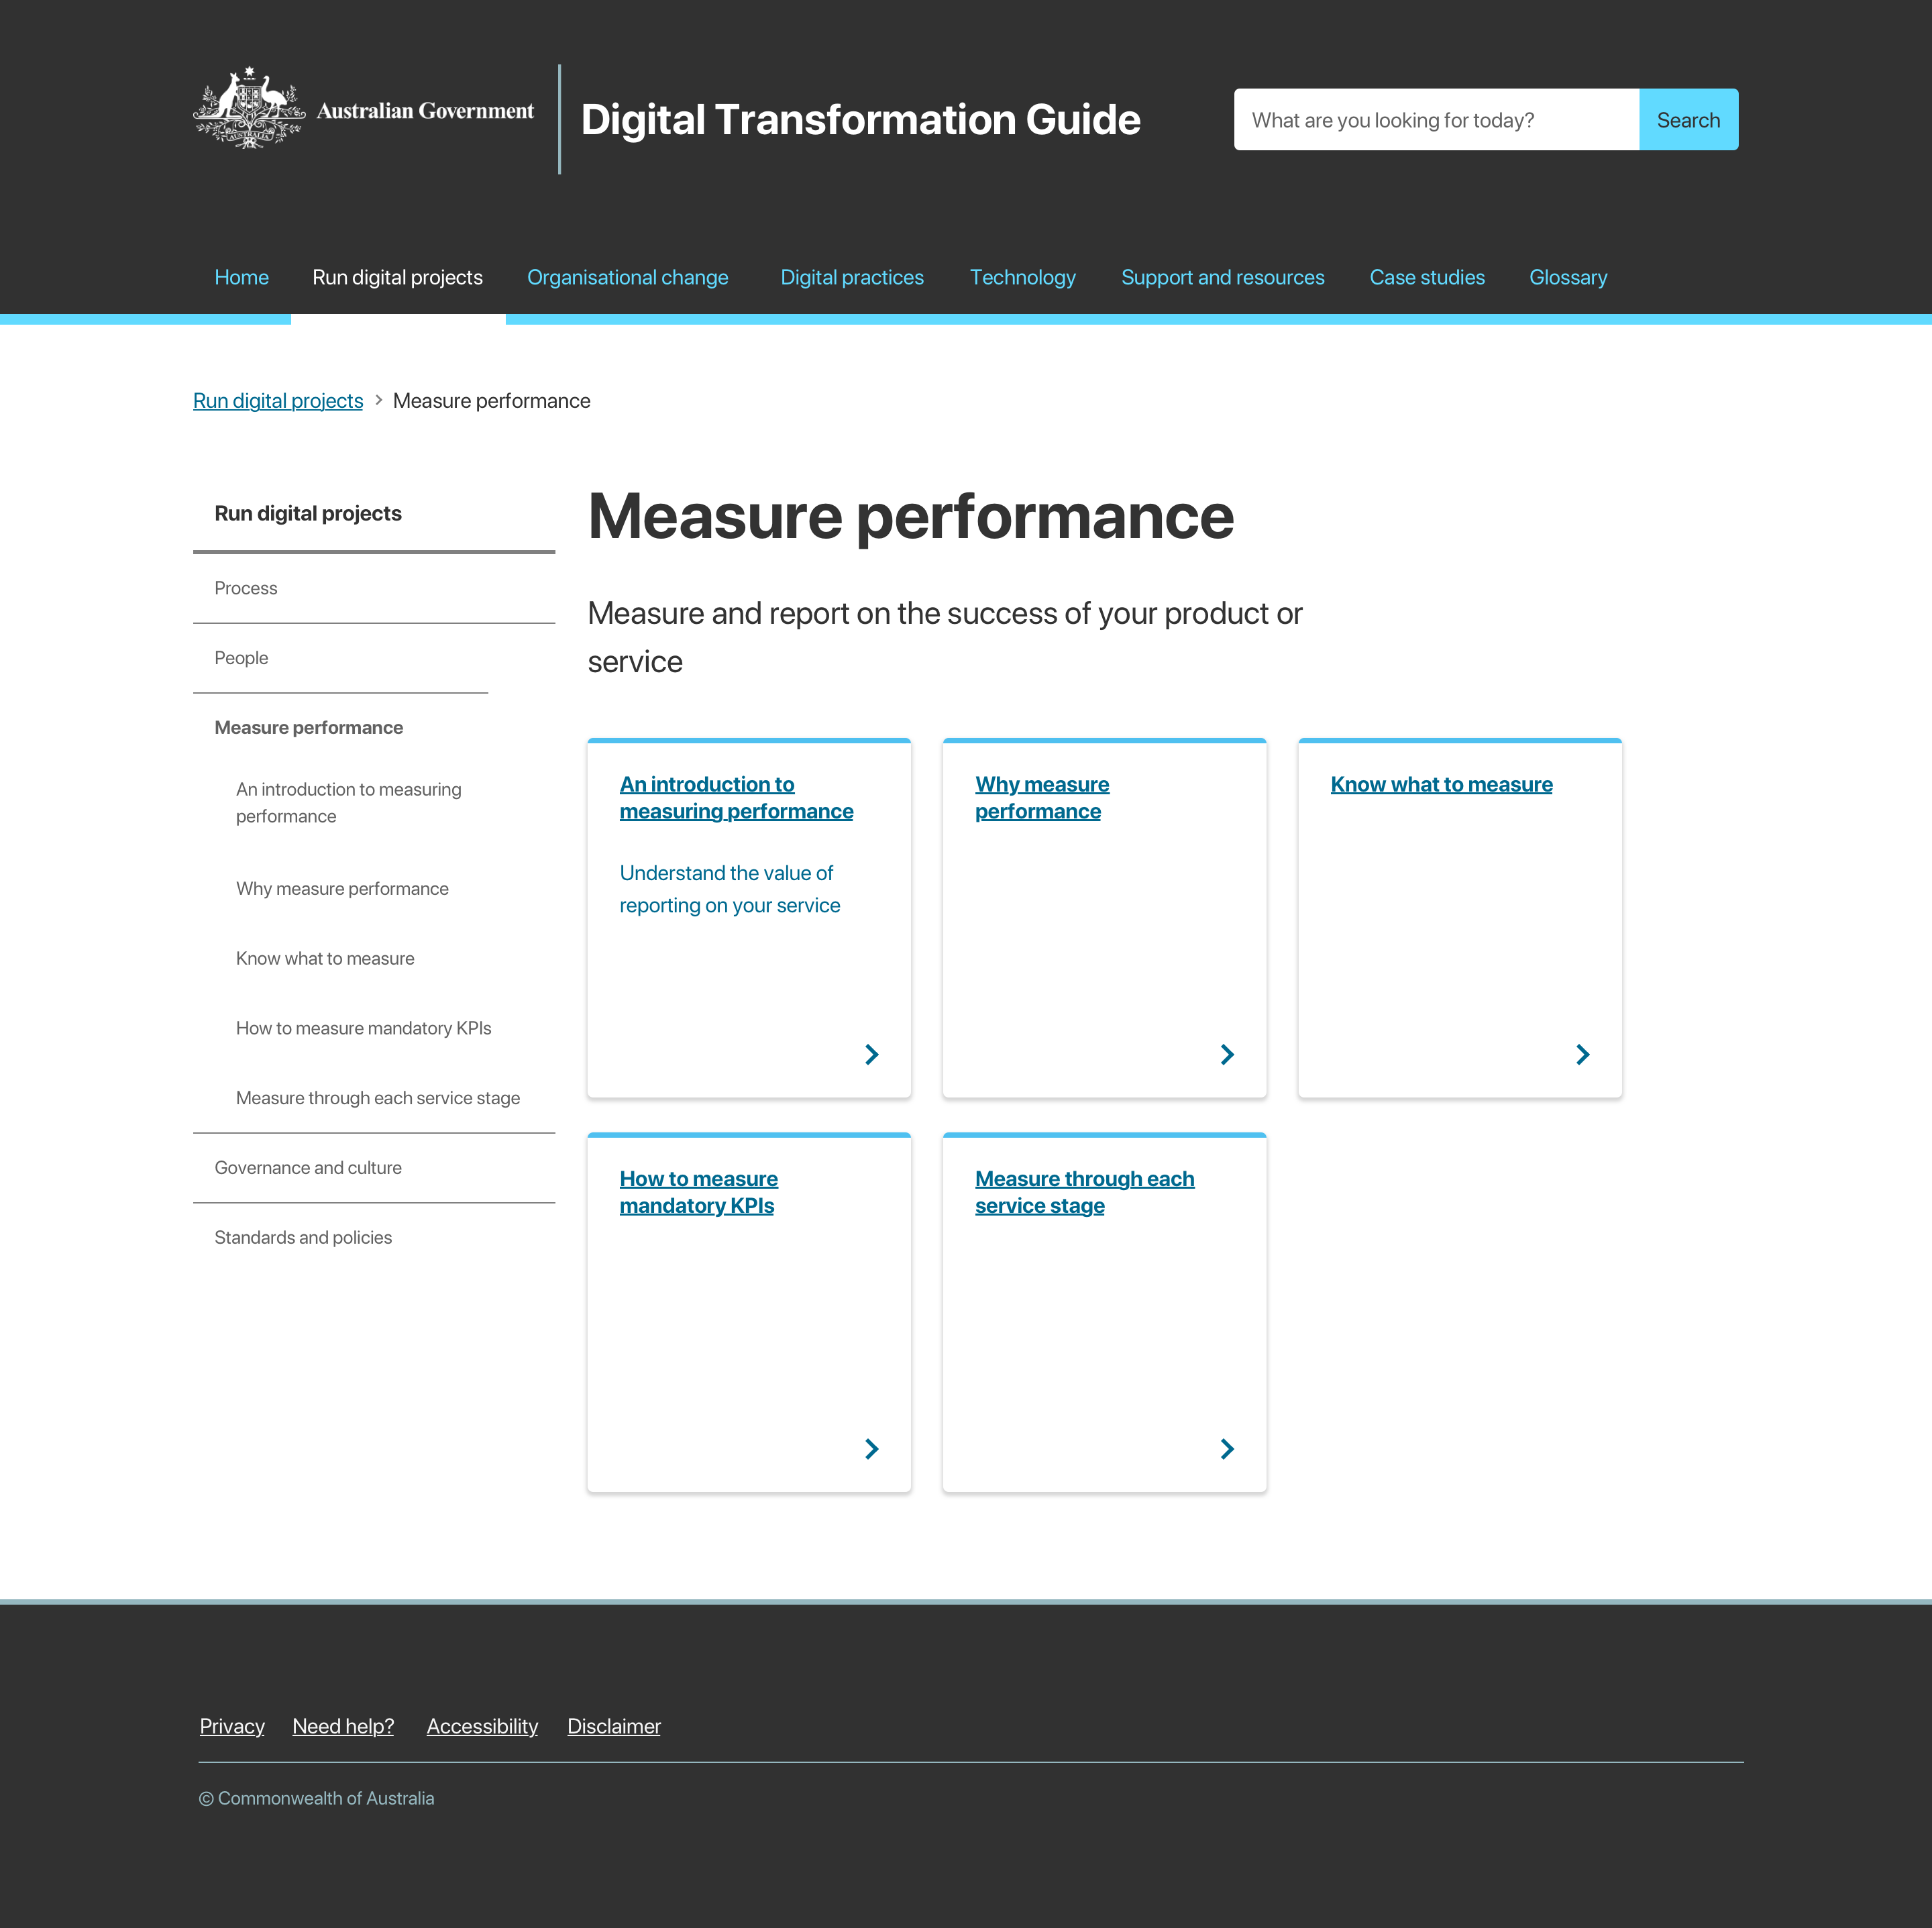 AUSTRALIA
Australian Government
Digital Transformation Guide
What are you looking for today?
Search
Home
Run digital projects
Organisational change
Digital practices
Technology
Support and resources
Case studies
Glossary
Run digital projects
Measure performance
Run digital projects
Process
People
Measure performance
An introduction to measuring
performance
Why measure performance
Know what to measure
How to measure mandatory KPIs
Measure through each service stage
Governance and culture
Standards and policies
Measure performance
Measure and report on the success of your product or
service
An introduction to
measuring performance
Understand the value of
reporting on your service
Why measure
performance
Know what to measure
How to measure
mandatory KPIs
Measure through each
service stage
Privacy
Need help?
Accessibility
Disclaimer
© Commonwealth of Australia